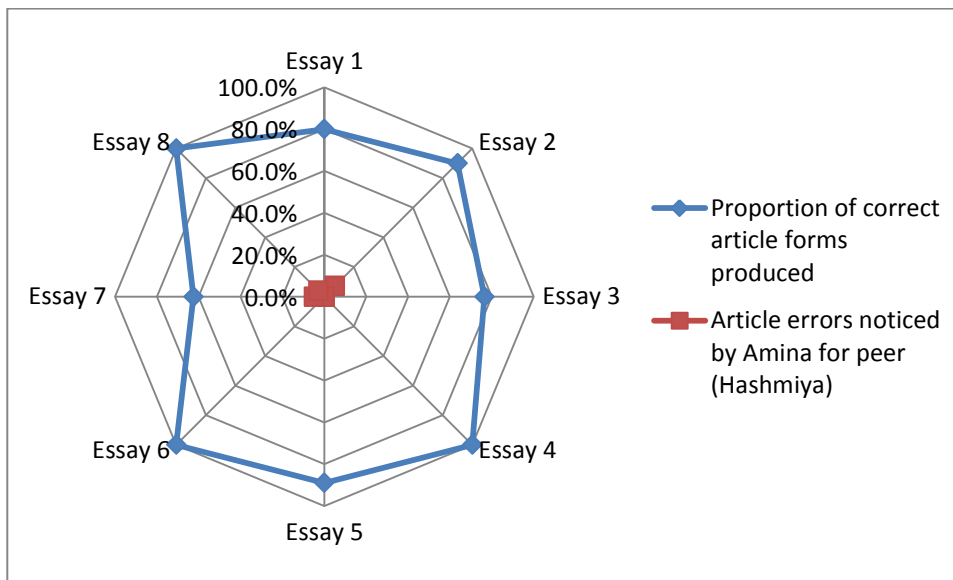 Essay 1
100.0%
80.0%
60.0%
40.0%
20.0%
0.0%
Essay 2
Essay 3
Essay 4
Essay 5
Essay 6
Essay 7
Essay 8
Proportion of correct
article forms
produced
Article errors noticed
by Amina for peer
(Hashmiya)